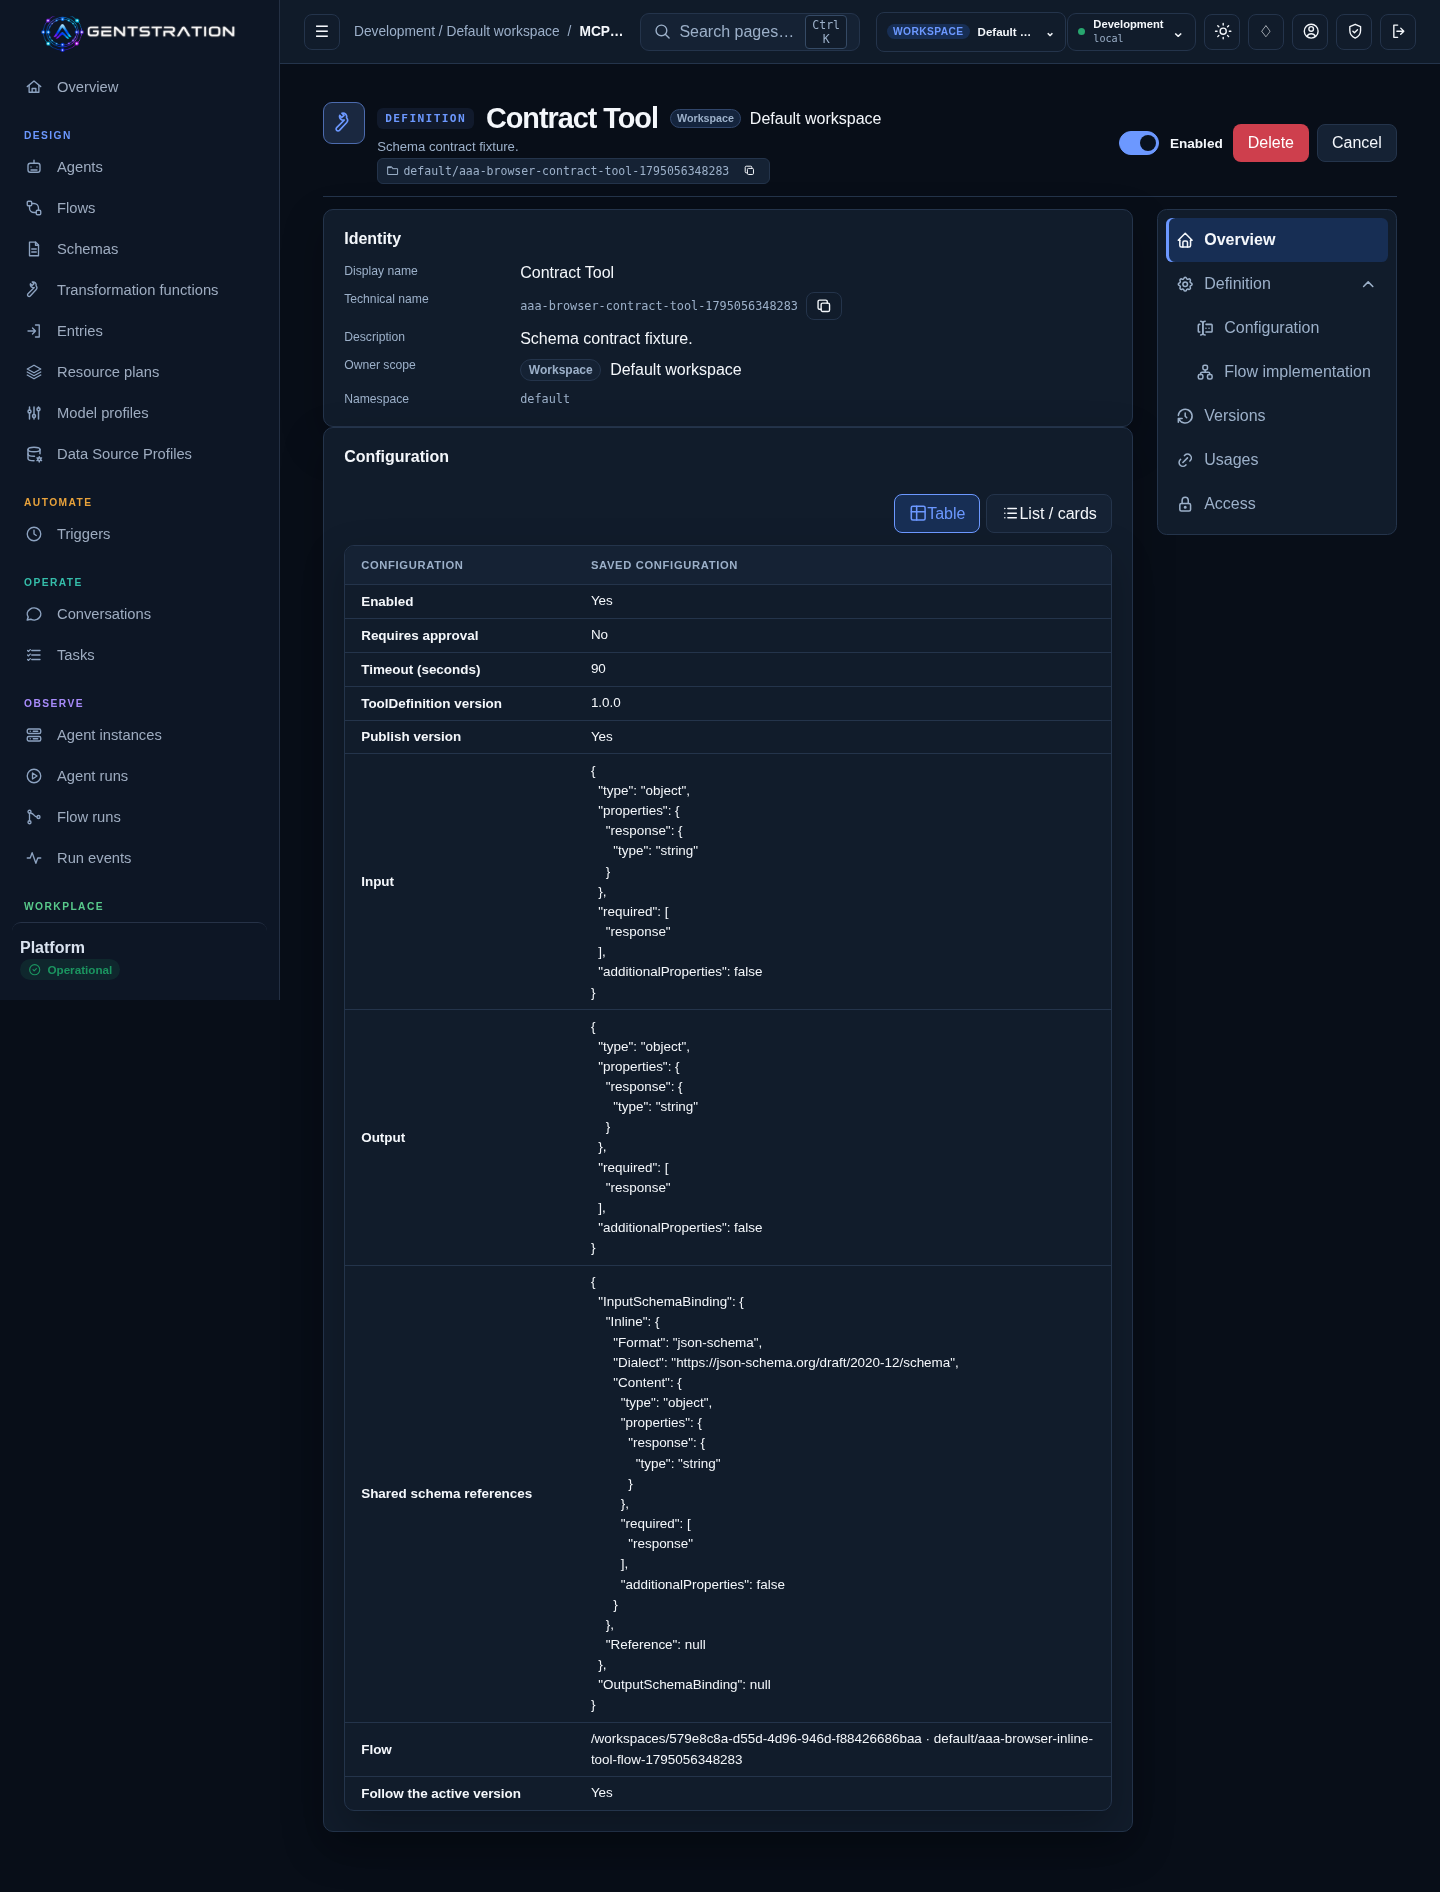 GENTSTRATION
Overview
DESIGN
Agents
Flows
Schemas
Transformation functions
Entries
Resource plans
Model profiles
Data Source Profiles
AUTOMATE
Triggers
OPERATE
Conversations
Tasks
OBSERVE
Agent instances
Agent runs
Flow runs
Run events
WORKPLACE
Platform
Operational
Development / Default workspace / MCP…
Search pages…
Ctrl
K
WORKSPACE Default …
Development
local
DEFINITION Contract Tool Workspace Default workspace
Schema contract fixture.
default/aaa-browser-contract-tool-1795056348283
Enabled Delete Cancel
Identity
Display name Contract Tool
Technical name aaa-browser-contract-tool-1795056348283
Description Schema contract fixture.
Owner scope Workspace Default workspace
Namespace default
Configuration
Table List / cards
CONFIGURATION SAVED CONFIGURATION
Enabled Yes
Requires approval No
Timeout (seconds) 90
ToolDefinition version 1.0.0
Publish version Yes
Input
{
"type": "object",
"properties": {
"response": {
"type": "string"
}
},
"required": [
"response"
],
"additionalProperties": false
}
Output
{
"type": "object",
"properties": {
"response": {
"type": "string"
}
},
"required": [
"response"
],
"additionalProperties": false
}
Shared schema references
{
"InputSchemaBinding": {
"Inline": {
"Format": "json-schema",
"Dialect": "https://json-schema.org/draft/2020-12/schema",
"Content": {
"type": "object",
"properties": {
"response": {
"type": "string"
}
},
"required": [
"response"
],
"additionalProperties": false
}
},
"Reference": null
},
"OutputSchemaBinding": null
}
Flow
/workspaces/579e8c8a-d55d-4d96-946d-f88426686baa · default/aaa-browser-inline-
tool-flow-1795056348283
Follow the active version Yes
Overview
Definition
Configuration
Flow implementation
Versions
Usages
Access